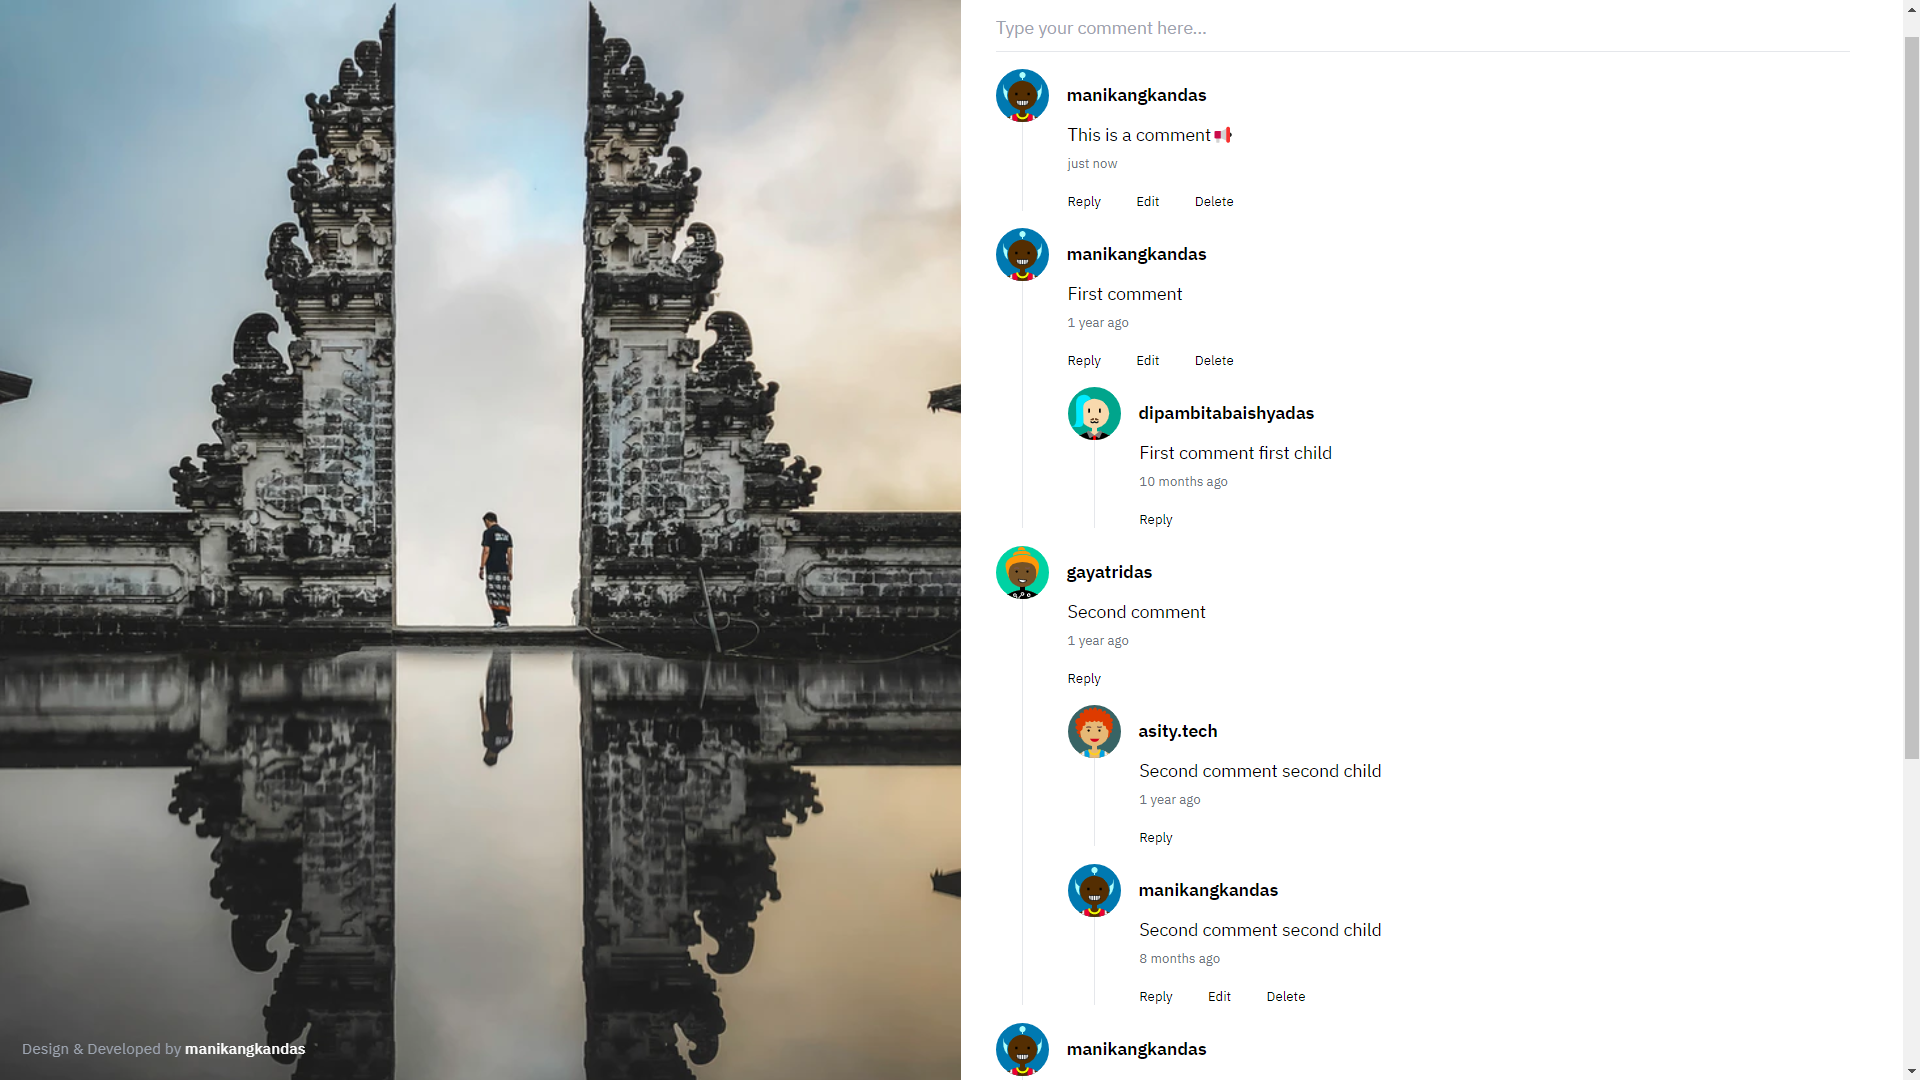 Type your comment here...
manikangkandas
This is a comment📢
just now
Reply Edit Delete
manikangkandas
First comment
1 year ago
Reply Edit Delete
dipambitabaishyadas
First comment first child
10 months ago
Reply
gayatridas
Second comment
1 year ago
Reply
asity.tech
Second comment second child
1 year ago
Reply
manikangkandas
Second comment second child
8 months ago
Reply Edit Delete
manikangkandas
Design & Developed by manikangkandas